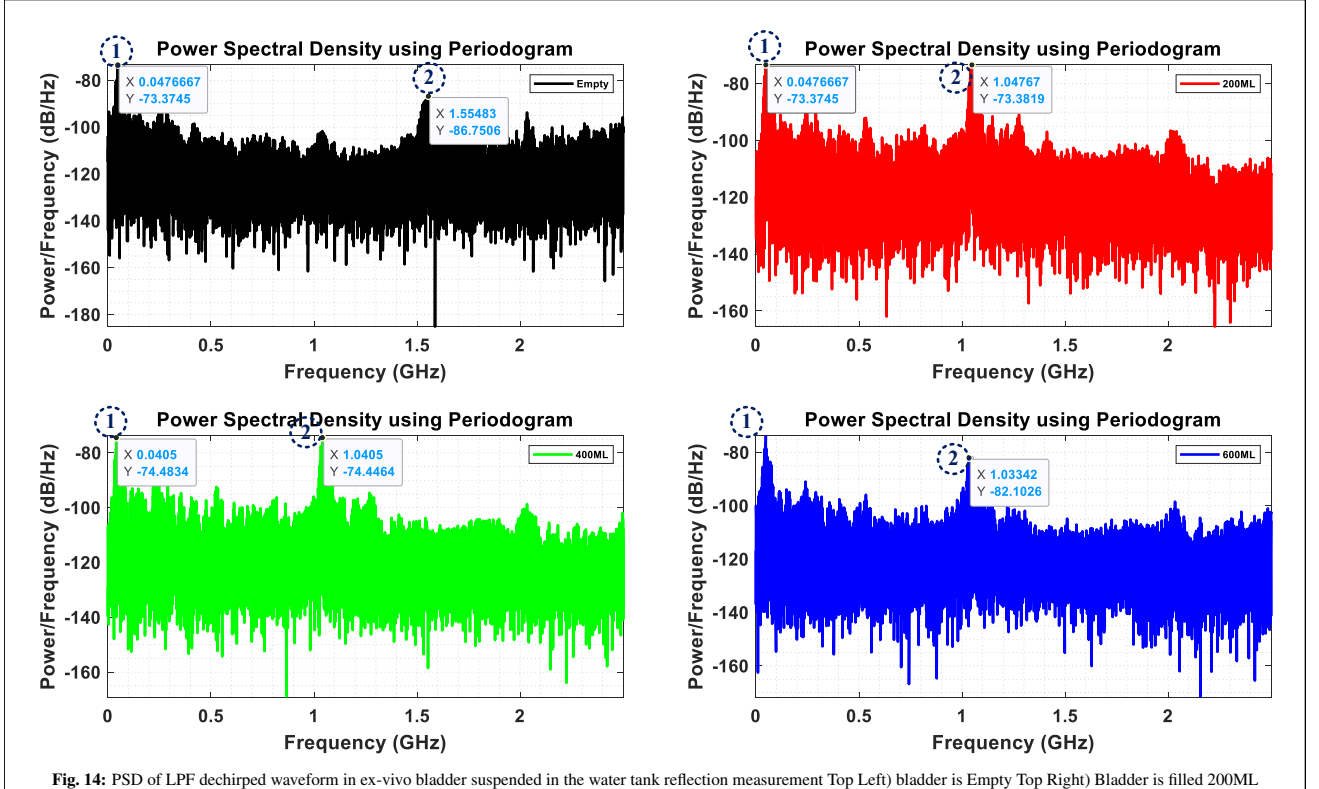 1
Power Spectral Density using Periodogram
X 0.0476667
Y -73.3745
2
X 1.55483
Y -86.7506
Empty
Power/Frequency (dB/Hz)
-80
-100
-120
-140
-160
-180
0 0.5 1 1.5 2
Frequency (GHz)
1
Power Spectral Density using Periodogram
X 0.0476667
Y -73.3745
2
X 1.04767
Y -73.3819
200ML
Power/Frequency (dB/Hz)
-80
-100
-120
-140
-160
0 0.5 1 1.5 2
Frequency (GHz)
1
Power Spectral Density using Periodogram
X 0.0405
Y -74.4834
2
X 1.0405
Y -74.4464
400ML
Power/Frequency (dB/Hz)
-80
-100
-120
-140
-160
0 0.5 1 1.5 2
Frequency (GHz)
1
Power Spectral Density using Periodogram
2
X 1.03342
Y -82.1026
600ML
Power/Frequency (dB/Hz)
-80
-100
-120
-140
-160
0 0.5 1 1.5 2
Frequency (GHz)
Fig. 14: PSD of LPF dechirped waveform in ex-vivo bladder suspended in the water tank reflection measurement Top Left) bladder is Empty Top Right) Bladder is filled 200ML